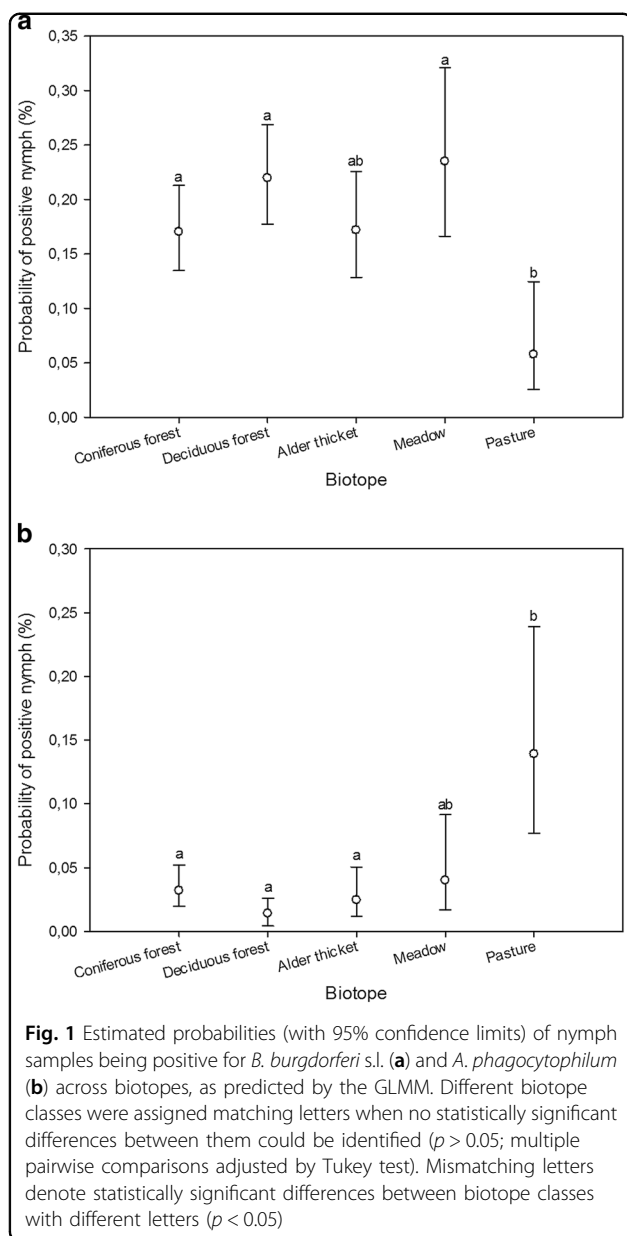 a
0,35
0,30
0,25
0,20
0,15
0,10
0,05
0,00
Probability of positive nymph (%)
a
a
ab
a
b
Coniferous forest
Deciduous forest
Alder thicket
Meadow
Pasture
Biotope
b
0,30
0,25
0,20
0,15
0,10
0,05
0,00
Probability of positive nymph (%)
a
a
a
ab
b
Coniferous forest
Deciduous forest
Alder thicket
Meadow
Pasture
Biotope
Fig. 1 Estimated probabilities (with 95% confidence limits) of nymph
samples being positive for B. burgdorferi s.l. (a) and A. phagocytophilum
(b) across biotopes, as predicted by the GLMM. Different biotope
classes were assigned matching letters when no statistically significant
differences between them could be identified (p > 0.05; multiple
pairwise comparisons adjusted by Tukey test). Mismatching letters
denote statistically significant differences between biotope classes
with different letters (p < 0.05)